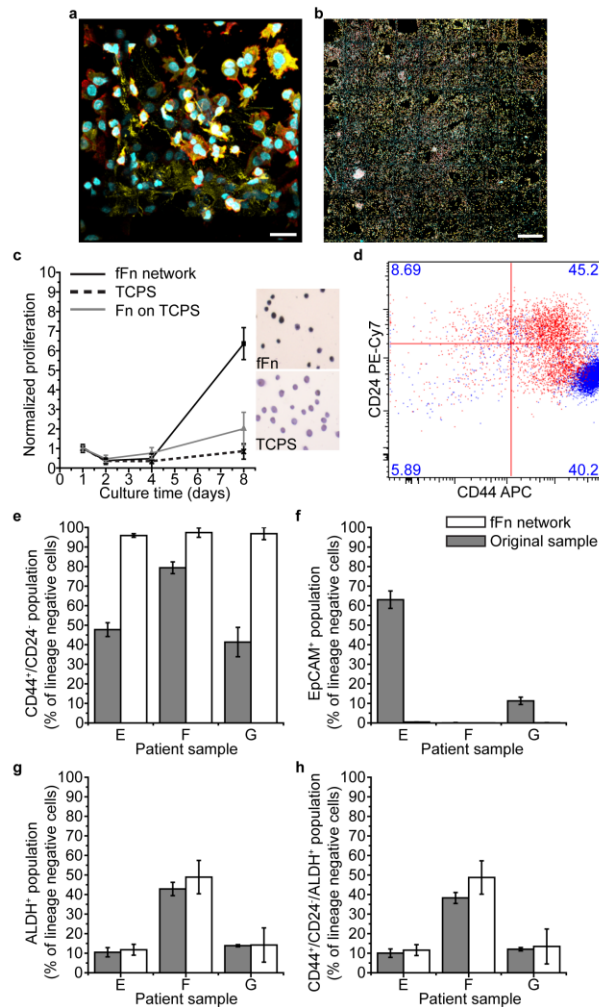 a
b
c
fFn network
TCPS
Fn on TCPS
Normalized proliferation
10
9
8
7
6
5
4
3
2
1
0
0 1 2 3 4 5 6 7 8
Culture time (days)
fFn
TCPS
d
8.69 45.2
5.89 40.2
CD24 PE-Cy7
CD44 APC
e
CD44+/CD24- population
(% of lineage negative cells)
100
90
80
70
60
50
40
30
20
10
0
E F G
Patient sample
f
fFn network
Original sample
EpCAM+ population
(% of lineage negative cells)
100
90
80
70
60
50
40
30
20
10
0
E F G
Patient sample
g
ALDH+ population
(% of lineage negative cells)
100
90
80
70
60
50
40
30
20
10
0
E F G
Patient sample
h
CD44+/CD24-/ALDH+ population
(% of lineage negative cells)
100
90
80
70
60
50
40
30
20
10
0
E F G
Patient sample